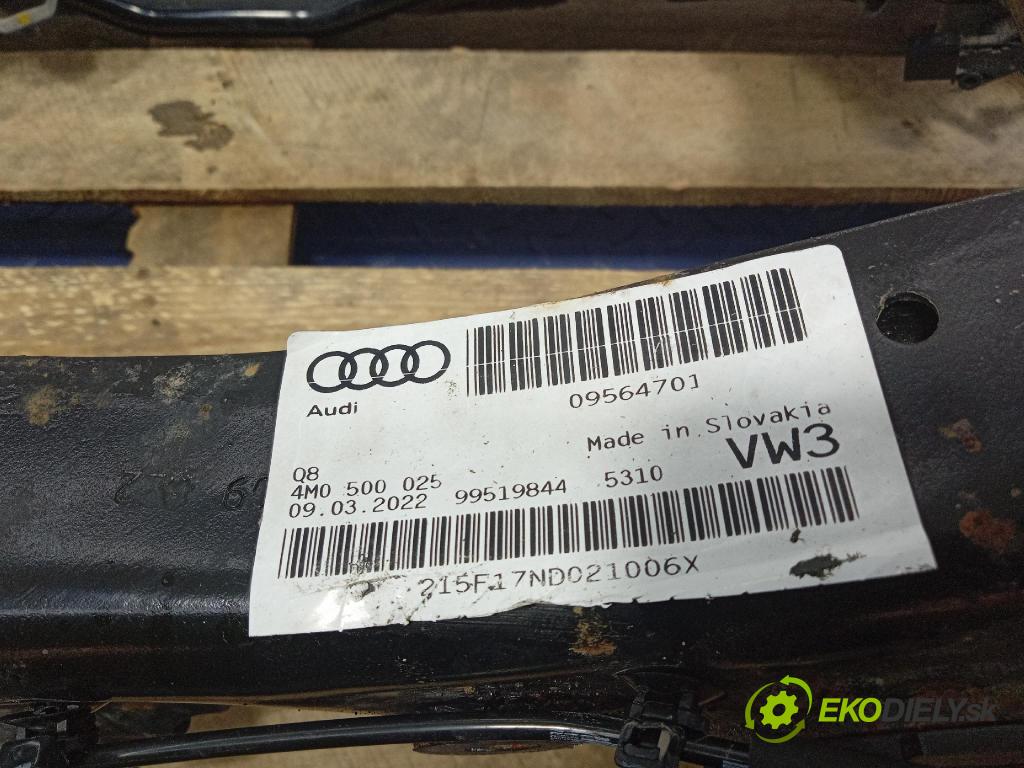 Audi
09564701
Made in Slovakia
VW3
Q8
4M0 500 025
09.03.2022 99519844 5310
215F17ND021006X
EKODIELY.sk